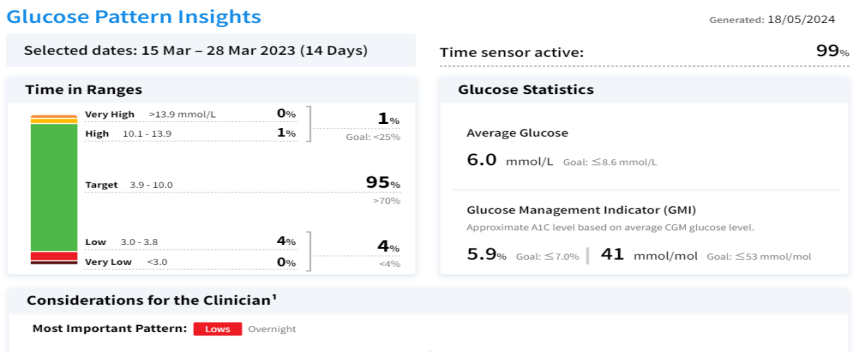 Glucose Pattern Insights
Generated: 18/05/2024
Selected dates: 15 Mar – 28 Mar 2023 (14 Days)
Time sensor active: 99%
Time in Ranges
Very High >13.9 mmol/L 0%
High 10.1 - 13.9 1%
1%
Goal: <25%
Target 3.9 - 10.0 95%
>70%
Low 3.0 - 3.8 4%
Very Low <3.0 0%
4%
<4%
Glucose Statistics
Average Glucose
6.0 mmol/L Goal: ≤8.6 mmol/L
Glucose Management Indicator (GMI)
Approximate A1C level based on average CGM glucose level.
5.9% Goal: ≤7.0% | 41 mmol/mol Goal: ≤53 mmol/mol
Considerations for the Clinician¹
Most Important Pattern: Lows Overnight